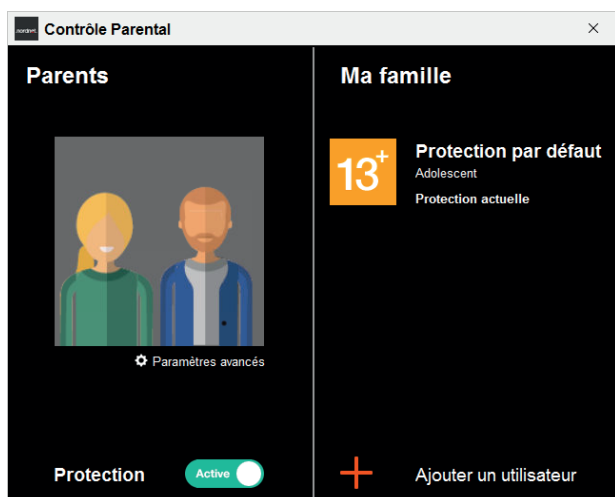 nordnet.
Contrôle Parental
Parents
Paramètres avancés
Protection
Active
Ma famille
13+
Protection par défaut
Adolescent
Protection actuelle
Ajouter un utilisateur